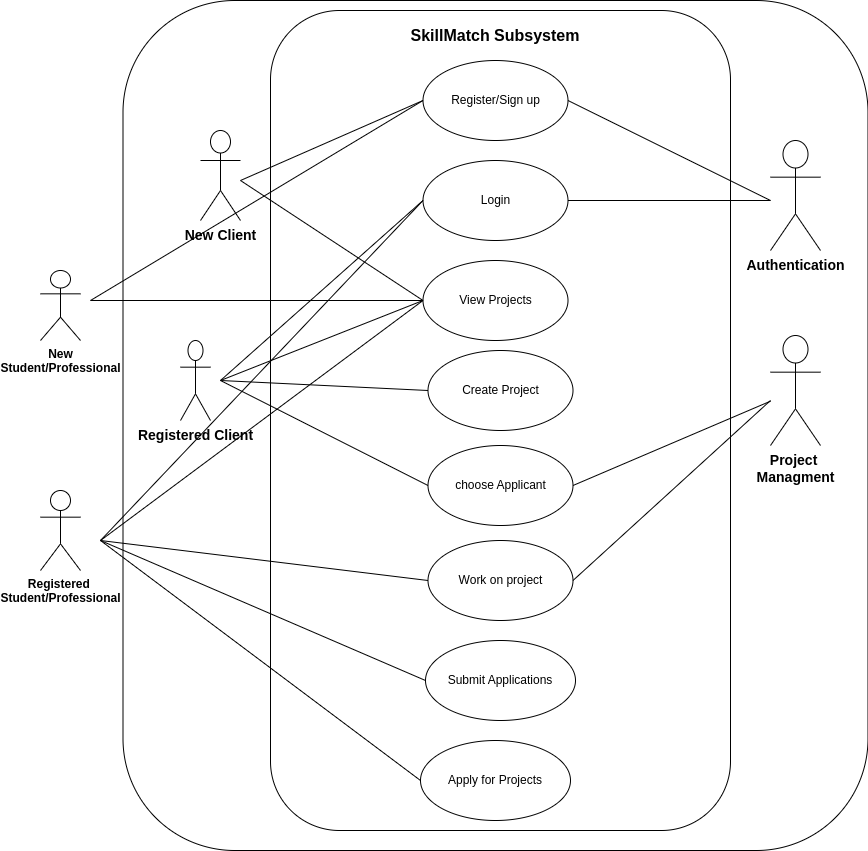 SkillMatch Subsystem
Register/Sign up
New Client
Login
Authentication
View Projects
New
Student/Professional
Create Project
Registered Client
Project
Managment
choose Applicant
Work on project
Registered
Student/Professional
Submit Applications
Apply for Projects